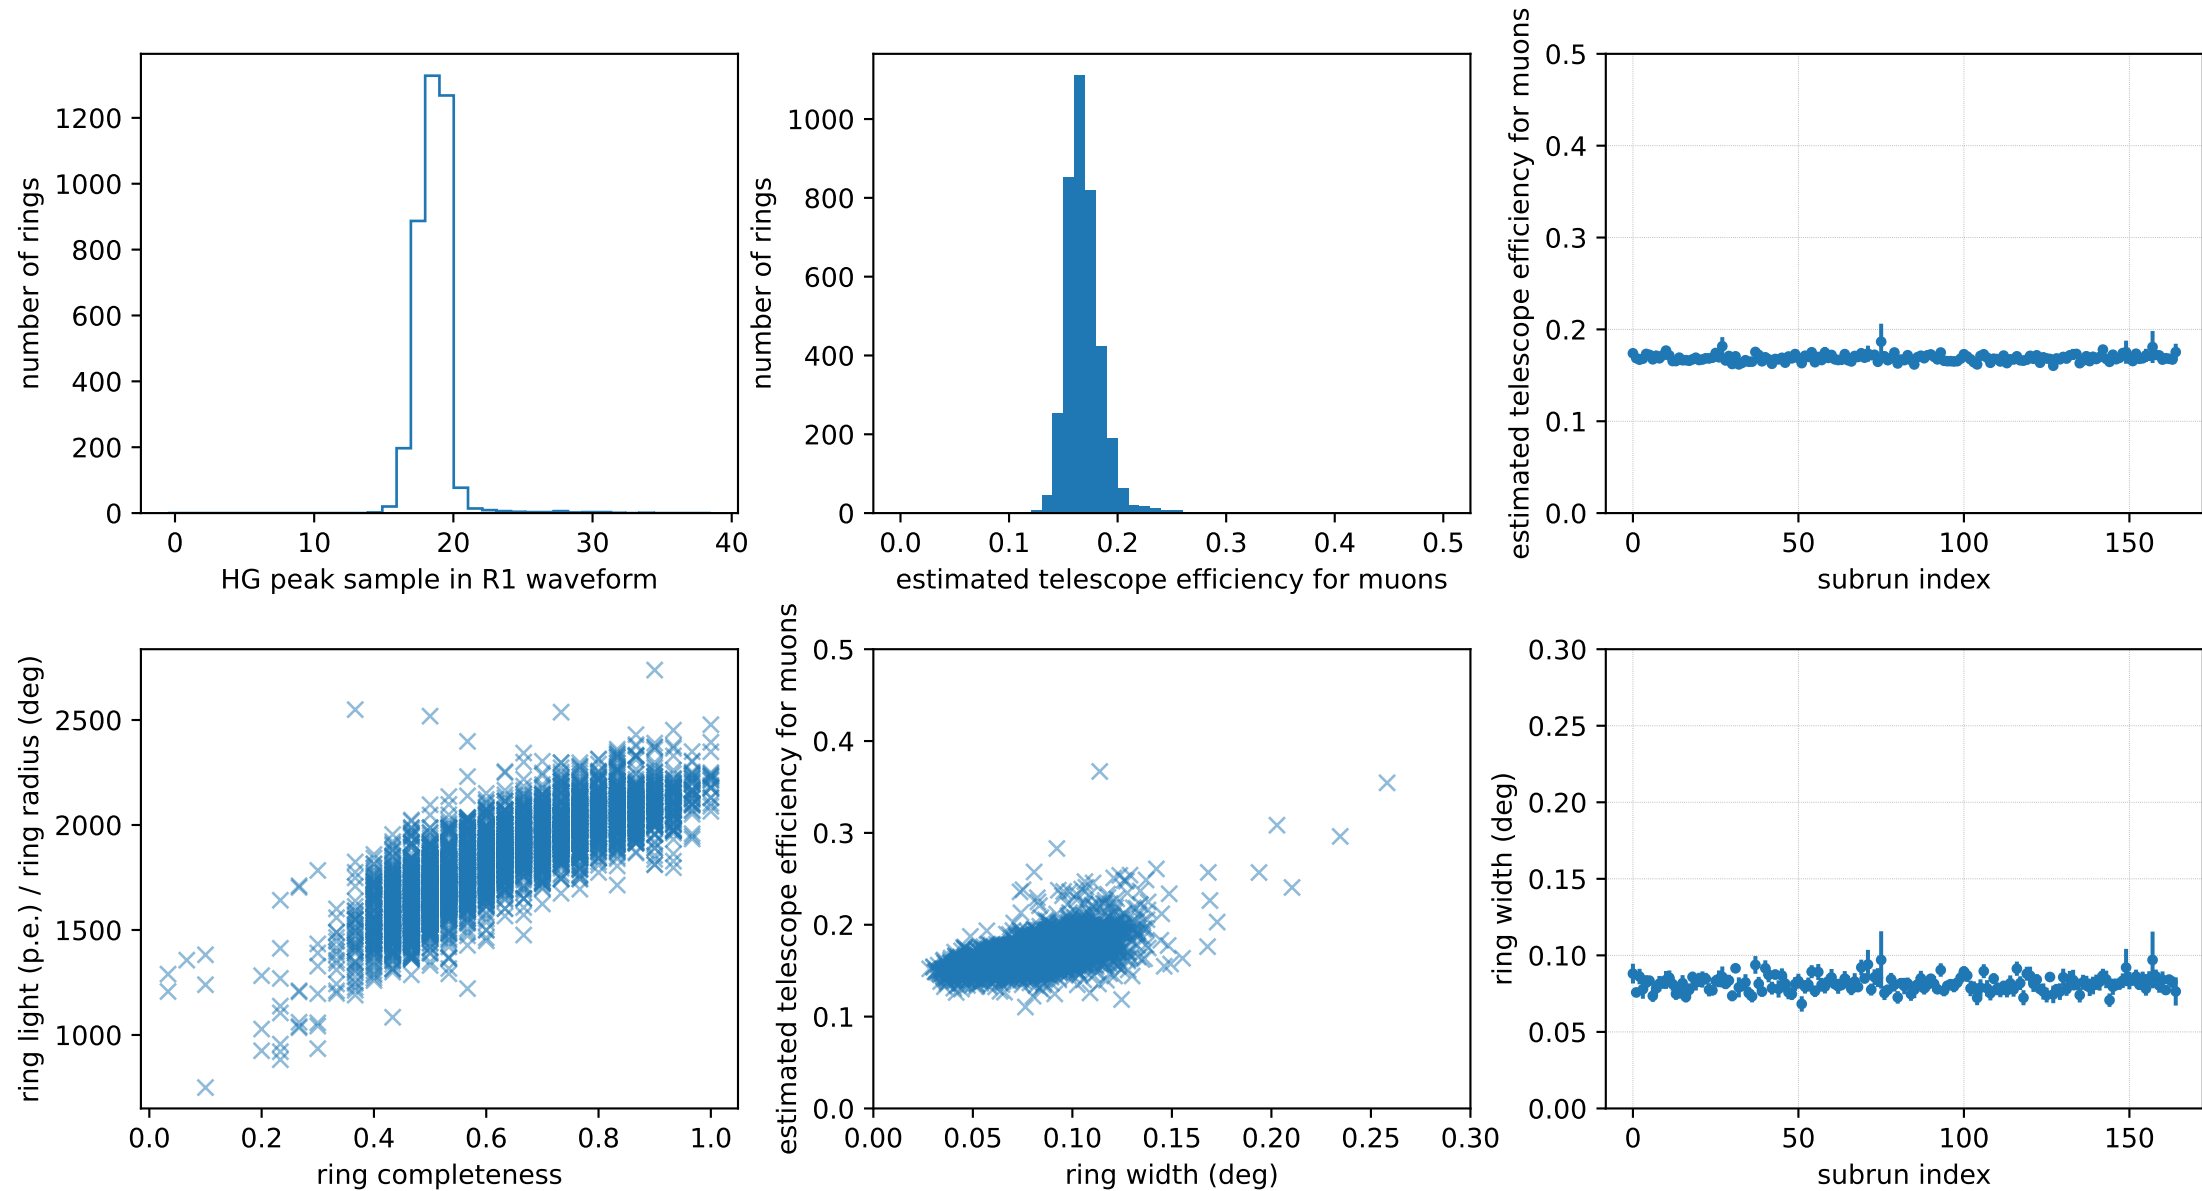 number of rings
1200
1000
800
600
400
200
0
0 10 20 30 40
HG peak sample in R1 waveform
number of rings
1000
800
600
400
200
0
0.0 0.1 0.2 0.3 0.4 0.5
estimated telescope efficiency for muons
estimated telescope efficiency for muons
0.5
0.4
0.3
0.2
0.1
0.0
0 50 100 150
subrun index
ring light (p.e.) / ring radius (deg)
2500
2000
1500
1000
0.0 0.2 0.4 0.6 0.8 1.0
ring completeness
estimated telescope efficiency for muons
0.5
0.4
0.3
0.2
0.1
0.0
0.00 0.05 0.10 0.15 0.20 0.25 0.30
ring width (deg)
ring width (deg)
0.30
0.25
0.20
0.15
0.10
0.05
0.00
0 50 100 150
subrun index